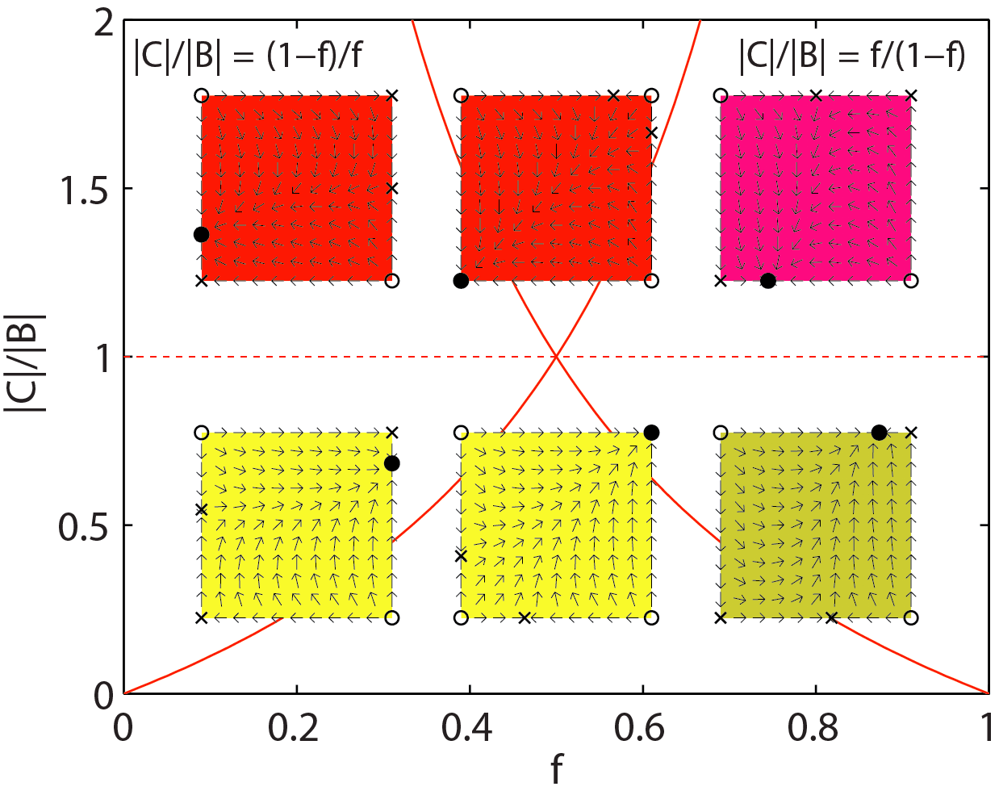 |C|/|B| = (1−f)/f
|C|/|B| = f/(1−f)
2
1.5
1
0.5
0
|C|/|B|
0
0.2
0.4
0.6
0.8
1
f